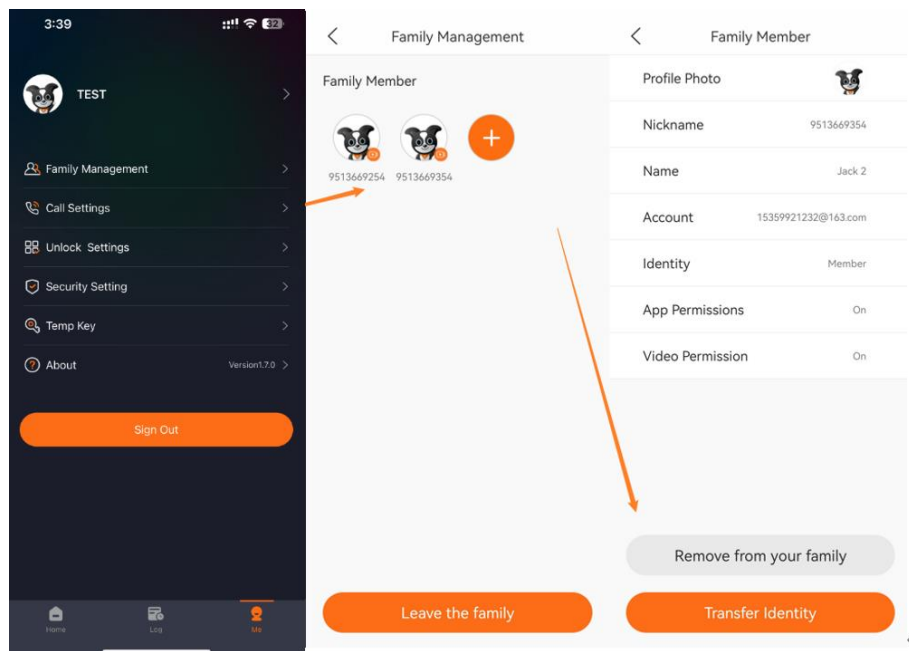 3:39
32
TEST
Family Management
Call Settings
Unlock Settings
Security Setting
Temp Key
About
Version1.7.0
Sign Out
Home
Log
Me
Family Management
Family Member
9513669254
9513669354
Leave the family
Family Member
Profile Photo
Nickname
9513669354
Name
Jack 2
Account
15359921232@163.com
Identity
Member
App Permissions
On
Video Permission
On
Remove from your family
Transfer Identity